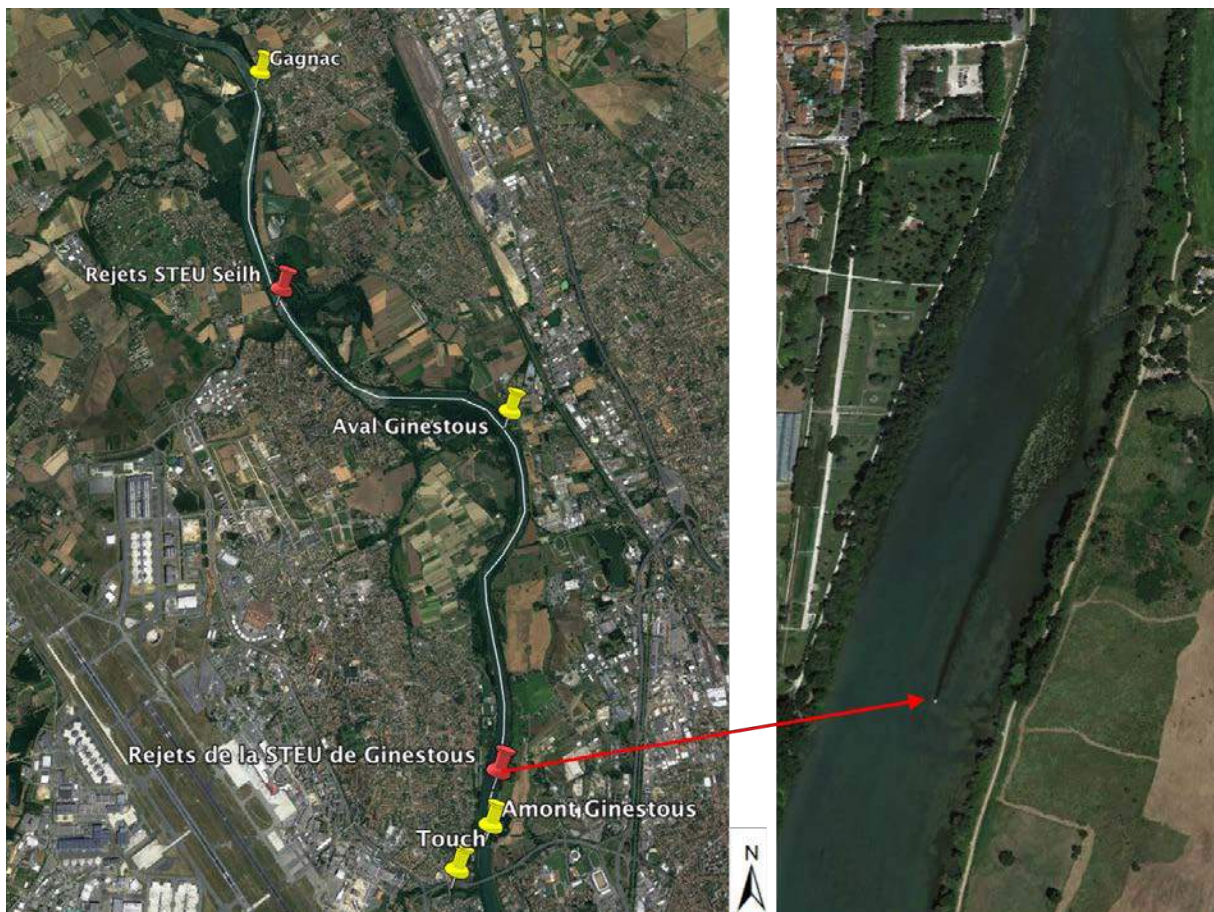 Gagnac
Rejets STEU Seilh
Aval Ginestous
Rejets de la STEU de Ginestous
Amont Ginestous
Touch
N